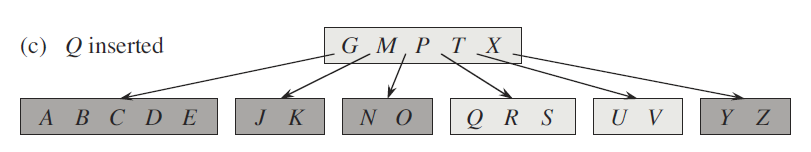 (c) Q inserted
G M P T X
A B C D E J K N O Q R S U V Y Z